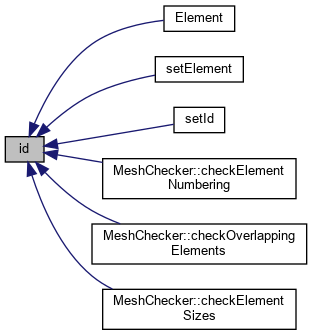 Element
setElement
setId
id
MeshChecker::checkElement
Numbering
MeshChecker::checkOverlapping
Elements
MeshChecker::checkElement
Sizes